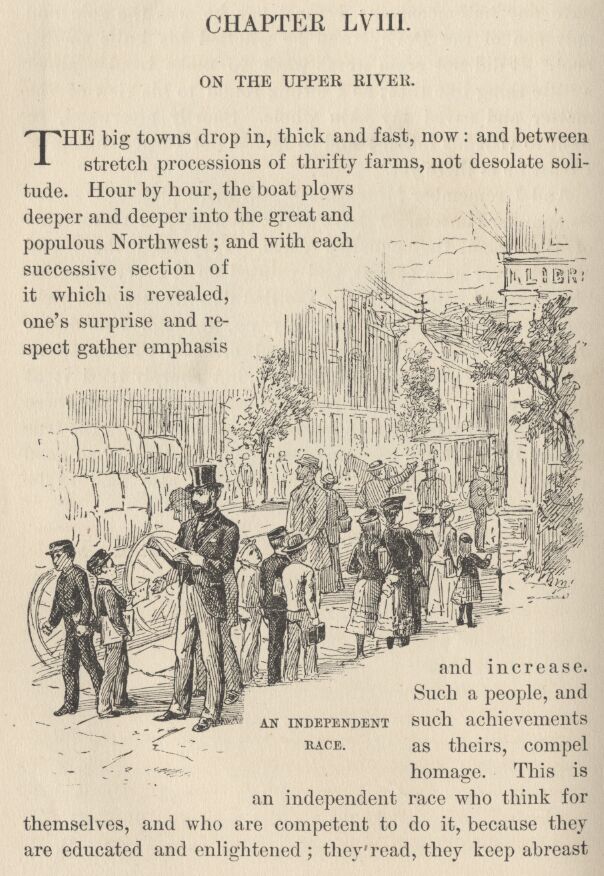 CHAPTER LVIII.
ON THE UPPER RIVER.
THE big towns drop in, thick and fast, now: and between
stretch processions of thrifty farms, not desolate soli-
tude. Hour by hour, the boat plows
deeper and deeper into the great and
populous Northwest; and with each
successive section of
it which is revealed,
one's surprise and re-
spect gather emphasis
LIBR
and increase.
Such a people, and
such achievements
as theirs, compel
homage. This is
AN INDEPENDENT
RACE.
an independent race who think for
themselves, and who are competent to do it, because they
are educated and enlightened; they read, they keep abreast